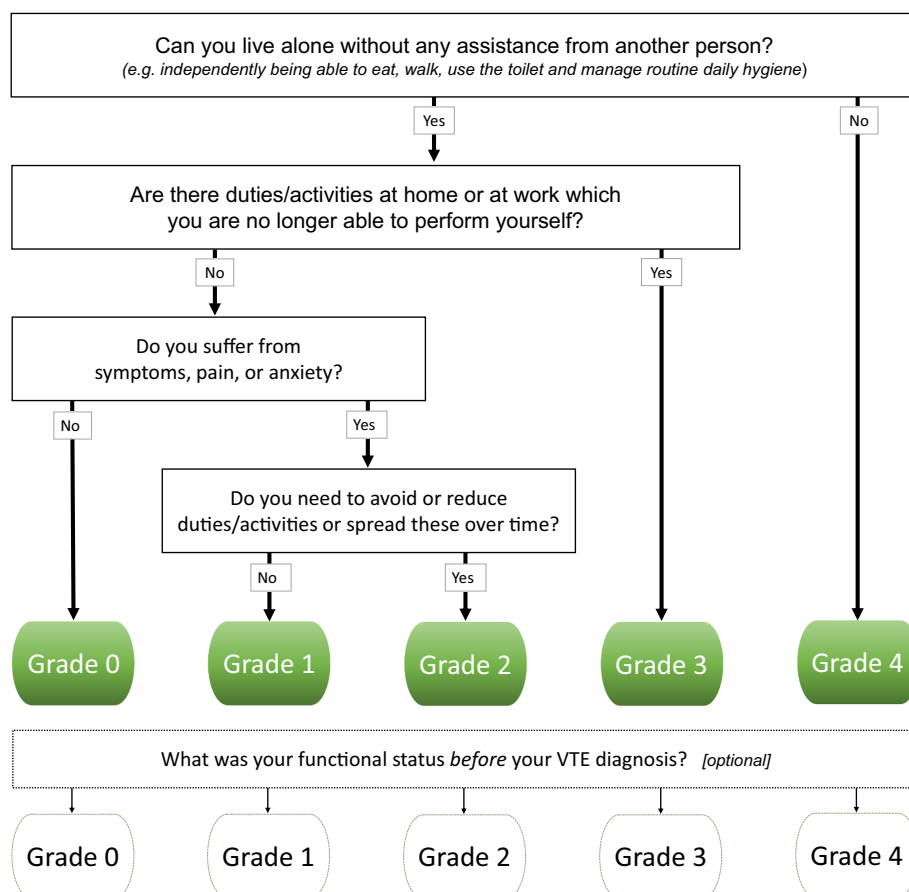 Can you live alone without any assistance from another person?
(e.g. independently being able to eat, walk, use the toilet and manage routine daily hygiene)
Yes
No
Are there duties/activities at home or at work which
you are no longer able to perform yourself?
No
Yes
Do you suffer from
symptoms, pain, or anxiety?
No
Yes
Do you need to avoid or reduce
duties/activities or spread these over time?
No
Yes
Grade 0
Grade 1
Grade 2
Grade 3
Grade 4
What was your functional status before your VTE diagnosis? [optional]
Grade 0
Grade 1
Grade 2
Grade 3
Grade 4